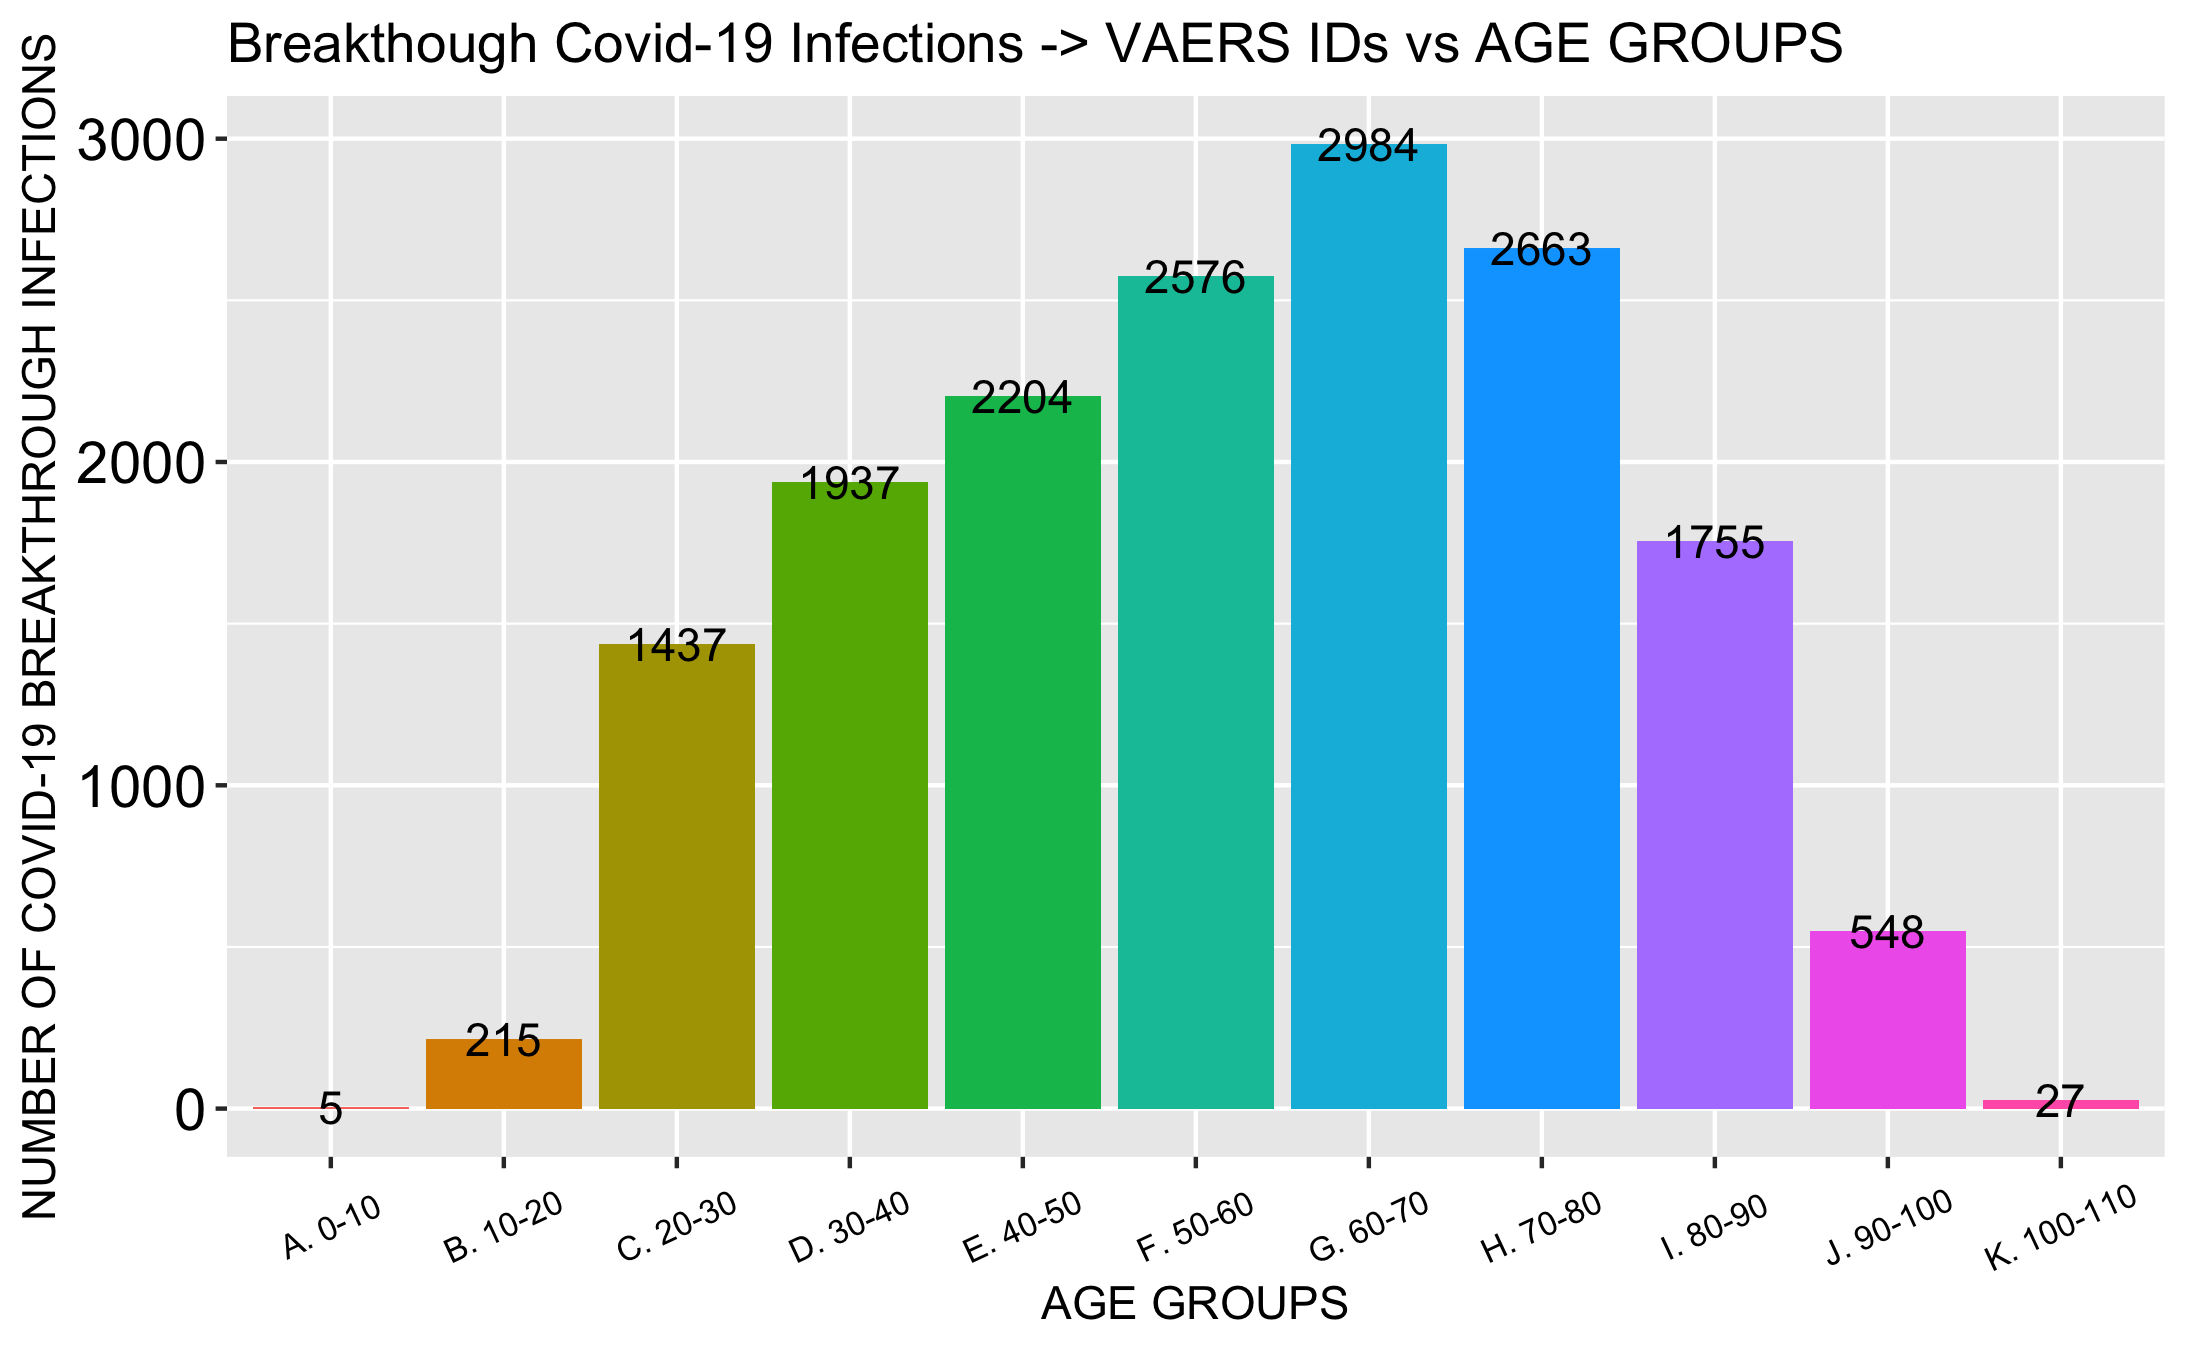 Breakthough Covid-19 Infections -> VAERS IDs vs AGE GROUPS
NUMBER OF COVID-19 BREAKTHROUGH INFECTIONS
3000
2000
1000
0
5
215
1437
1937
2204
2576
2984
2663
1755
548
27
A. 0-10
B. 10-20
C. 20-30
D. 30-40
E. 40-50
F. 50-60
G. 60-70
H. 70-80
I. 80-90
J. 90-100
K. 100-110
AGE GROUPS